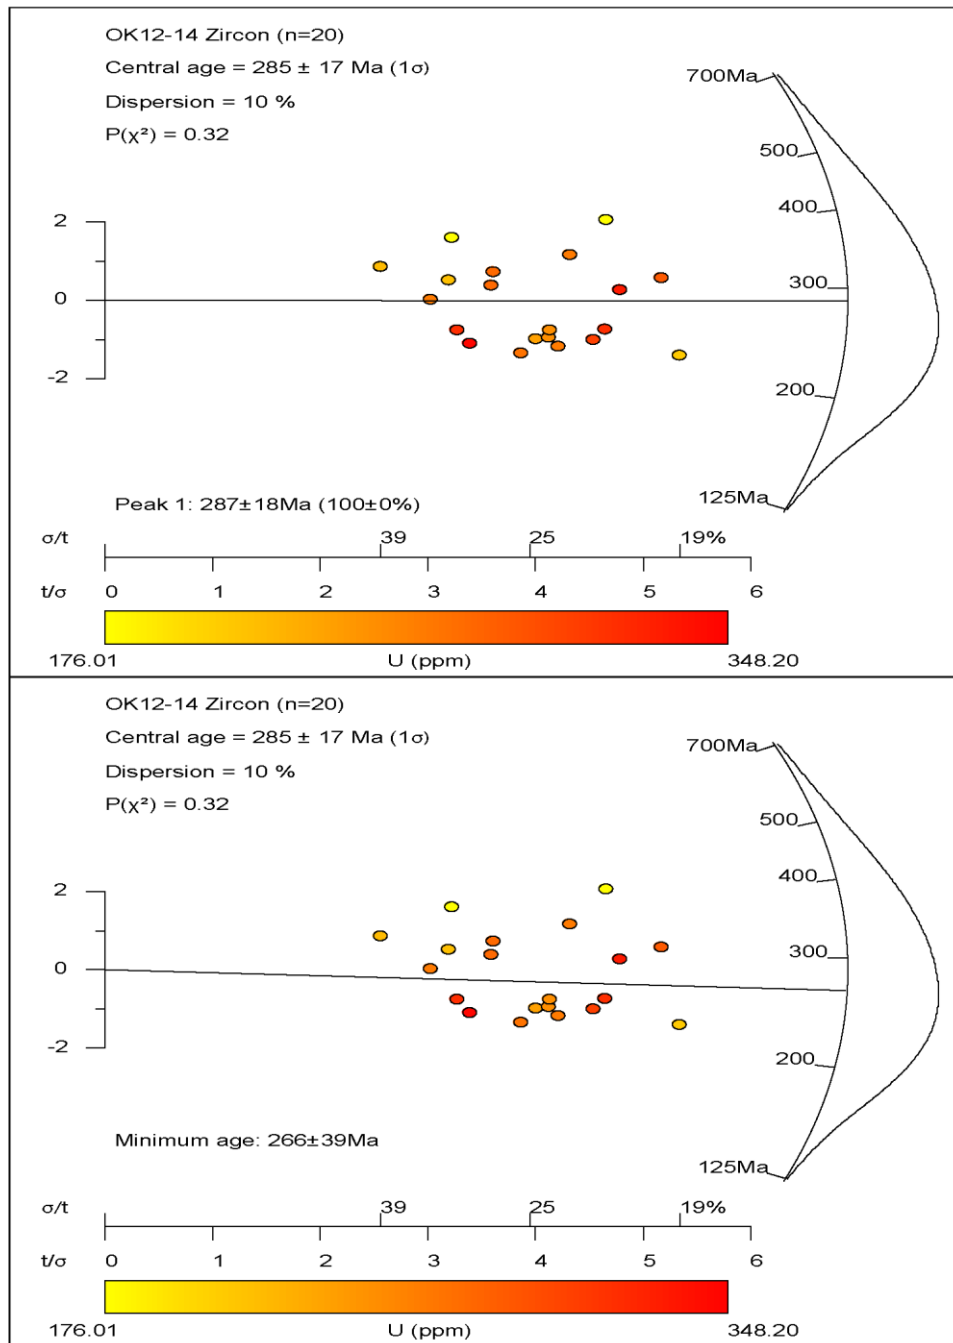 OK12-14 Zircon (n=20)
Central age = 285 ± 17 Ma (1σ)
Dispersion = 10 %
P(χ²) = 0.32
700Ma
500
400
300
200
125Ma
2
0
-2
Peak 1: 287±18Ma (100±0%)
σ/t 39 25 19%
t/σ 0 1 2 3 4 5 6
176.01 U (ppm) 348.20
OK12-14 Zircon (n=20)
Central age = 285 ± 17 Ma (1σ)
Dispersion = 10 %
P(χ²) = 0.32
700Ma
500
400
300
200
125Ma
2
0
-2
Minimum age: 266±39Ma
σ/t 39 25 19%
t/σ 0 1 2 3 4 5 6
176.01 U (ppm) 348.20